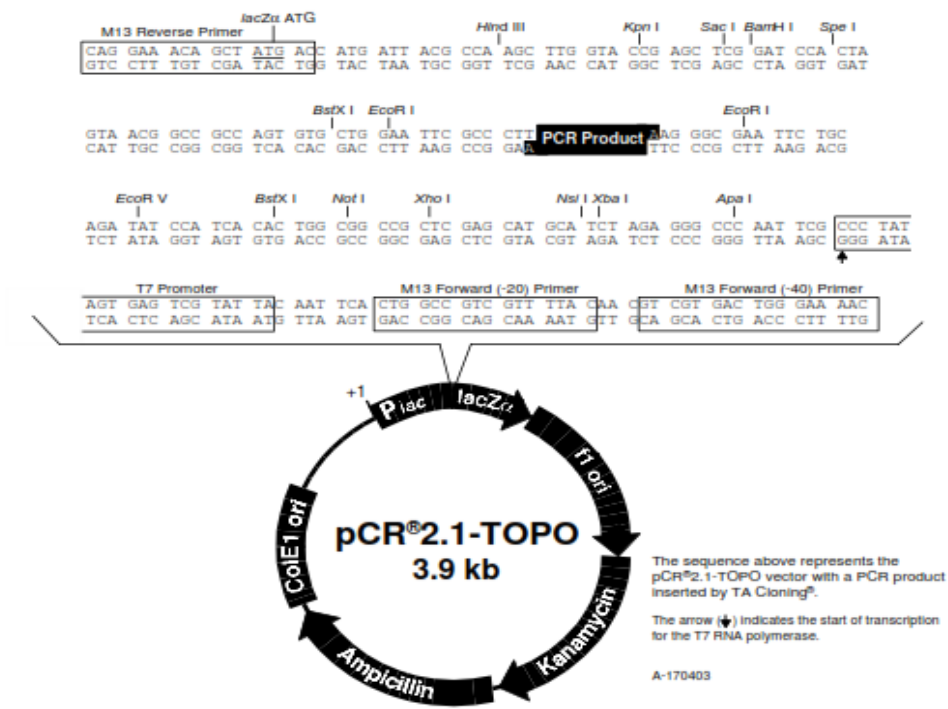 lacZα ATG
M13 Reverse Primer
Hind III Kpn I Sac I BamH I Spe I
CAG GAA ACA GCT ATG ACC ATG ATT ACG CCA AGC TTG GTA CCG AGC TCG GAT CCA CTA
GTC CTT TGT CGA TAC TGG TAC TAA TGC GGT TCG AAC CAT GGC TCG AGC CTA GGT GAT
BstX I EcoR I EcoR I
GTA ACG GCC GCC AGT GTG CTG GAA TTC GCC CTT PCR Product AAG GGC GAA TTC TGC
CAT TGC CGG CGG TCA CAC GAC CTT AAG CCG GAA TTC CCG CTT AAG ACG
EcoR V BstX I Not I Xho I Nsi I Xba I Apa I
AGA TAT CCA TCA CAC TGG CGG CCG CTC GAG CAT GCA TCT AGA GGG CCC AAT TCG CCC TAT
TCT ATA GGT AGT GTG ACC GCC GGC GAG CTC GTA CGT AGA TCT CCC GGG TTA AGC GGG ATA
T7 Promoter M13 Forward (-20) Primer M13 Forward (-40) Primer
AGT GAG TCG TAT TAC AAT TCA CTG GCC GTC GTT TTA CAA CGT CGT GAC TGG GAA AAC
TCA CTC AGC ATA ATG TTA AGT GAC CGG CAG CAA AAT GTT GCA GCA CTG ACC CTT TTG
+1
P lac
lacZα
f1 ori
Kanamycin
Ampicillin
ColE1 ori
pCR®2.1-TOPO
3.9 kb
The sequence above represents the
pCR®2.1-TOPO vector with a PCR product
inserted by TA Cloning®.
The arrow (↓) indicates the start of transcription
for the T7 RNA polymerase.
A-170403